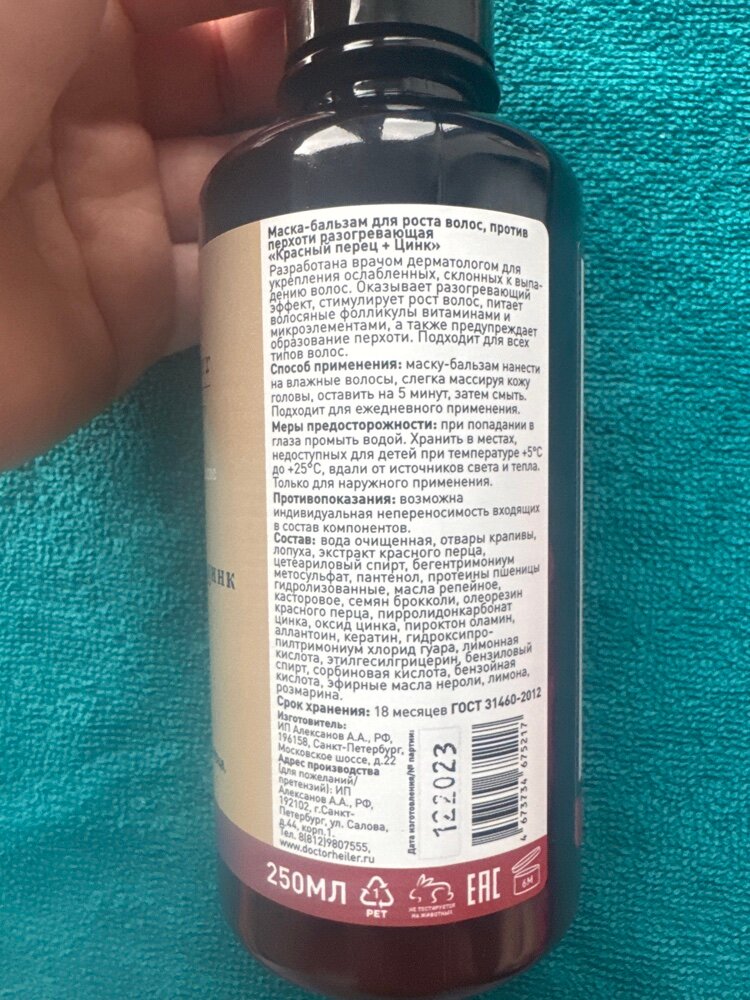 Маска-бальзам для роста волос, против
перхоти разогревающая
«Красный перец + Цинк»
Разработана врачом дерматологом для
укрепления ослабленных, склонных к выпа-
дению волос. Оказывает разогревающий
эффект, стимулирует рост волос, питает
волосяные фолликулы витаминами и
микроэлементами, а также предупреждает
образование перхоти. Подходит для всех
типов волос.
Способ применения: маску-бальзам нанести
на влажные волосы, слегка массируя кожу
головы, оставить на 5 минут, затем смыть.
Подходит для ежедневного применения.
Меры предосторожности: при попадании в
глаза промыть водой. Хранить в местах,
недоступных для детей при температуре +5°С
до +25°С, вдали от источников света и тепла.
Только для наружного применения.
Противопоказания: возможна
индивидуальная непереносимость входящих
в состав компонентов.
Состав: вода очищенная, отвары крапивы,
лопуха, экстракт красного перца,
цетеариловый спирт, бегентримониум
метосульфат, пантенол, протеины пшеницы
гидролизованные, масла репейное,
касторовое, семян брокколи, олеорезин
красного перца, пирролидонкарбонат
цинка, оксид цинка, пироктон оламин,
аллантоин, кератин, гидроксипро-
пилтримониум хлорид гуара, лимонная
кислота, этилгесилглицерин, бензиловый
спирт, сорбиновая кислота, бензойная
кислота, эфирные масла нероли, лимона,
розмарина.
Срок хранения: 18 месяцев ГОСТ 31460-2012
Изготовитель:
ИП Алексанов А.А., РФ,
196158, Санкт-Петербург,
Московское шоссе, д.22
Адрес производства
(для пожеланий/
претензий): ИП
Алексанов А.А., РФ,
192102, г.Санкт-
Петербург, ул. Салова,
д.44, корп.1.
Тел. 8(812)9807555,
www.doctorheiler.ru
Дата изготовления/№ партии:
122023
4 673734 675217
250МЛ
1
PET
НЕ ТЕСТИРУЕТСЯ
НА ЖИВОТНЫХ
EAC
6М